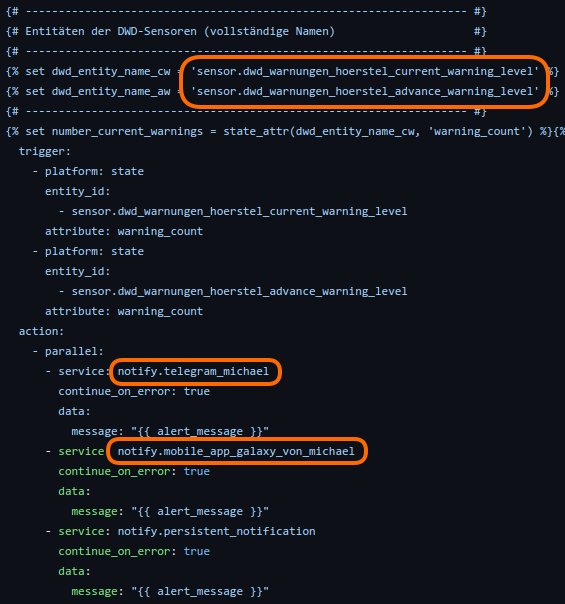 {# -------------------------------------------------------------------- #}
{# Entitäten der DWD-Sensoren (vollständige Namen)                     #}
{# -------------------------------------------------------------------- #}
{% set dwd_entity_name_cw = 'sensor.dwd_warnungen_hoerstel_current_warning_level' %}
{% set dwd_entity_name_aw = 'sensor.dwd_warnungen_hoerstel_advance_warning_level' %}
{# -------------------------------------------------------------------- #}
{% set number_current_warnings = state_attr(dwd_entity_name_cw, 'warning_count') %}{%
  trigger:
    - platform: state
      entity_id:
        - sensor.dwd_warnungen_hoerstel_current_warning_level
      attribute: warning_count
    - platform: state
      entity_id:
        - sensor.dwd_warnungen_hoerstel_advance_warning_level
      attribute: warning_count
  action:
    - parallel:
      - service: notify.telegram_michael
        continue_on_error: true
        data:
          message: "{{ alert_message }}"
      - service notify.mobile_app_galaxy_von_michael
        continue_on_error: true
        data:
          message: "{{ alert_message }}"
      - service: notify.persistent_notification
        continue_on_error: true
        data:
          message: "{{ alert_message }}"